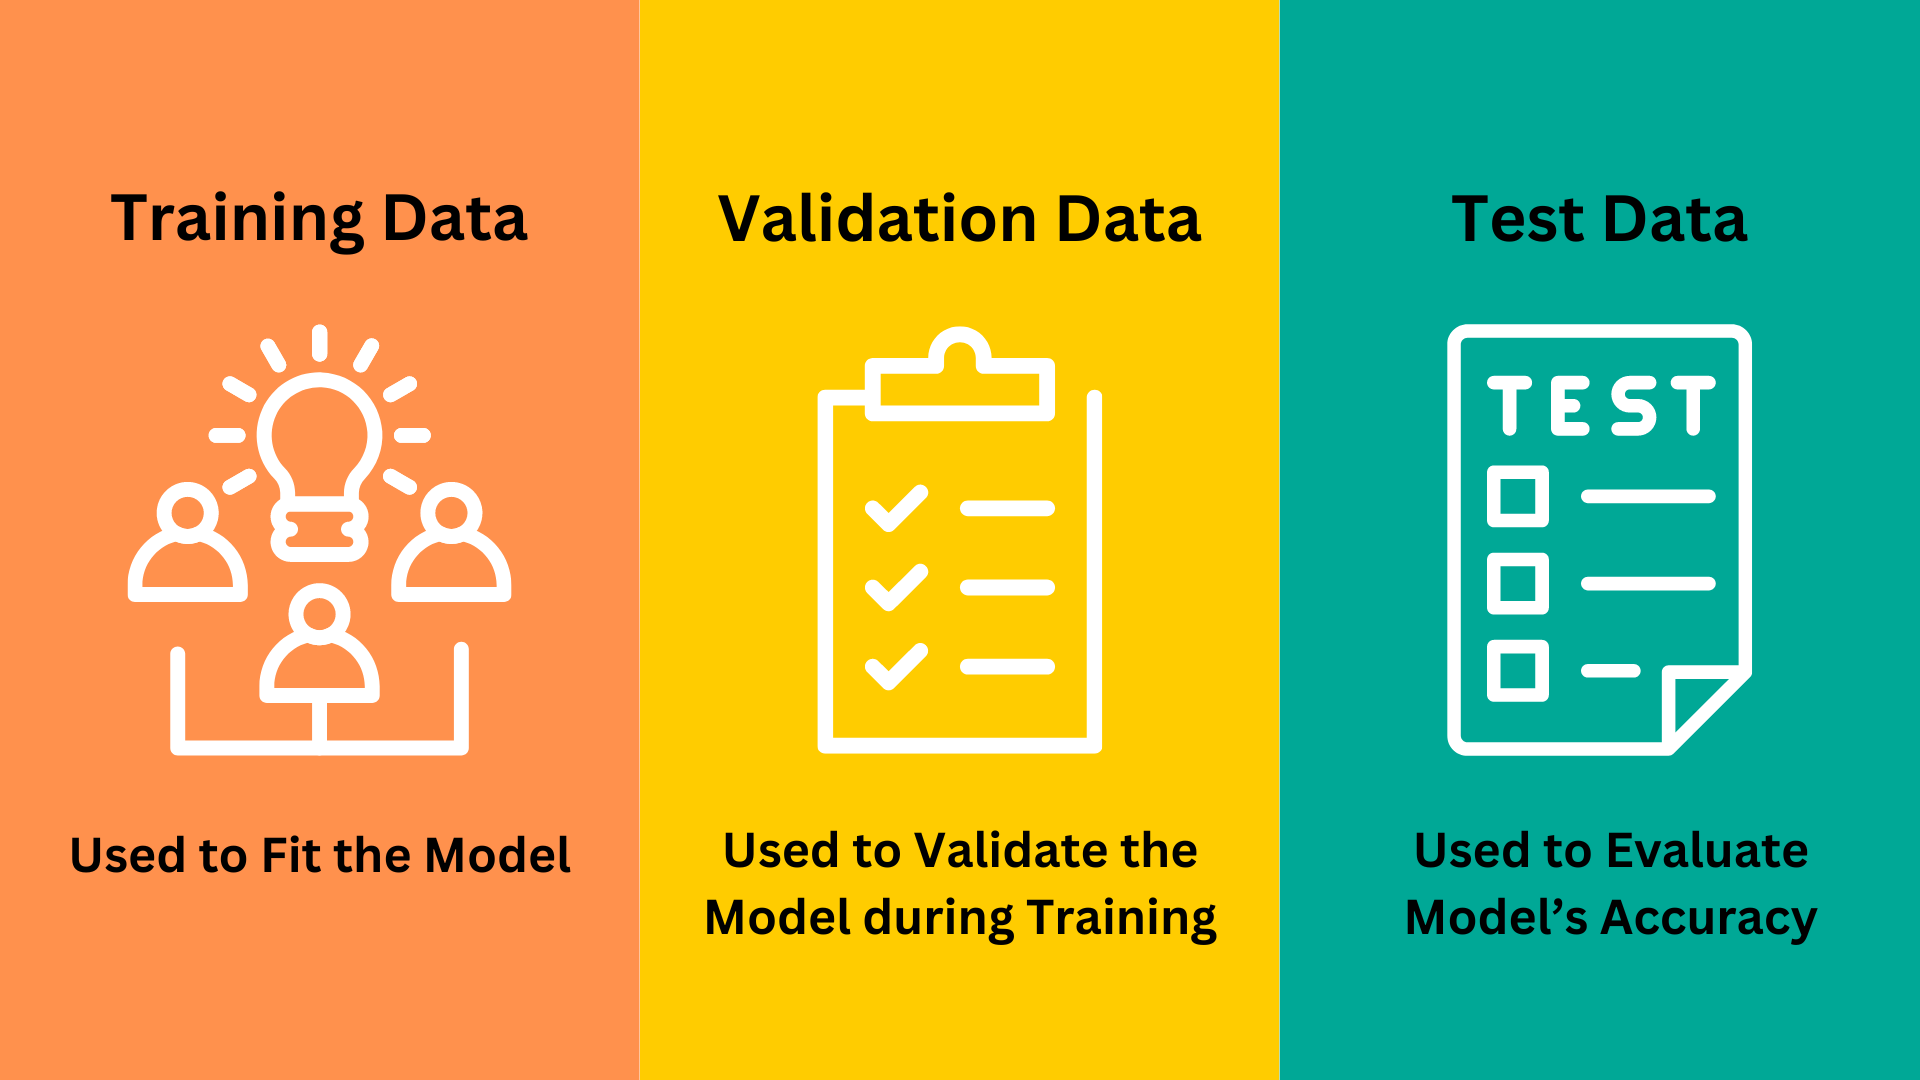 Training Data
Used to Fit the Model
Validation Data
Used to Validate the
Model during Training
Test Data
TEST
Used to Evaluate
Model’s Accuracy